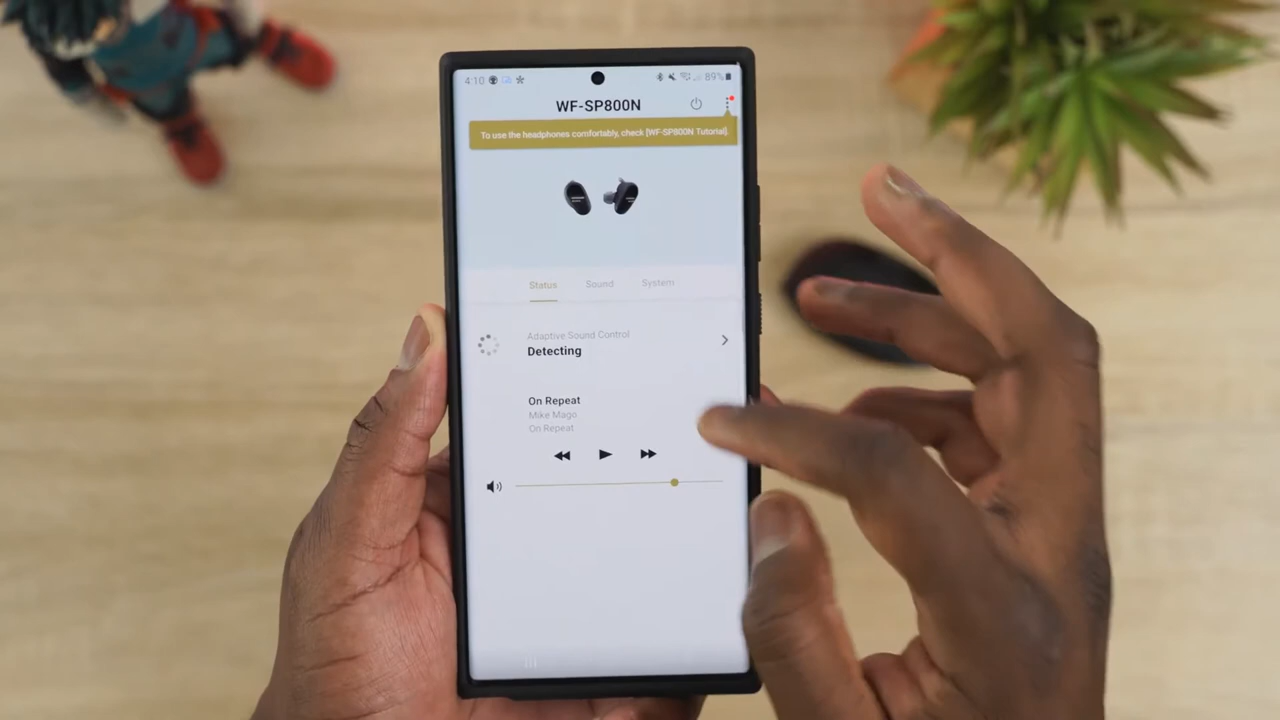 4:10
89%
WF-SP800N
To use the headphones comfortably, check [WF-SP800N Tutorial].
Status Sound System
Adaptive Sound Control
Detecting
On Repeat
Mike Mago
On Repeat